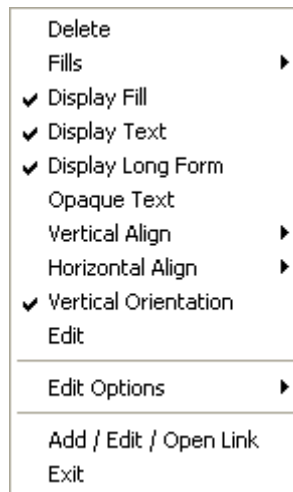 Delete
Fills
Display Fill
Display Text
Display Long Form
Opaque Text
Vertical Align
Horizontal Align
Vertical Orientation
Edit
Edit Options
Add / Edit / Open Link
Exit